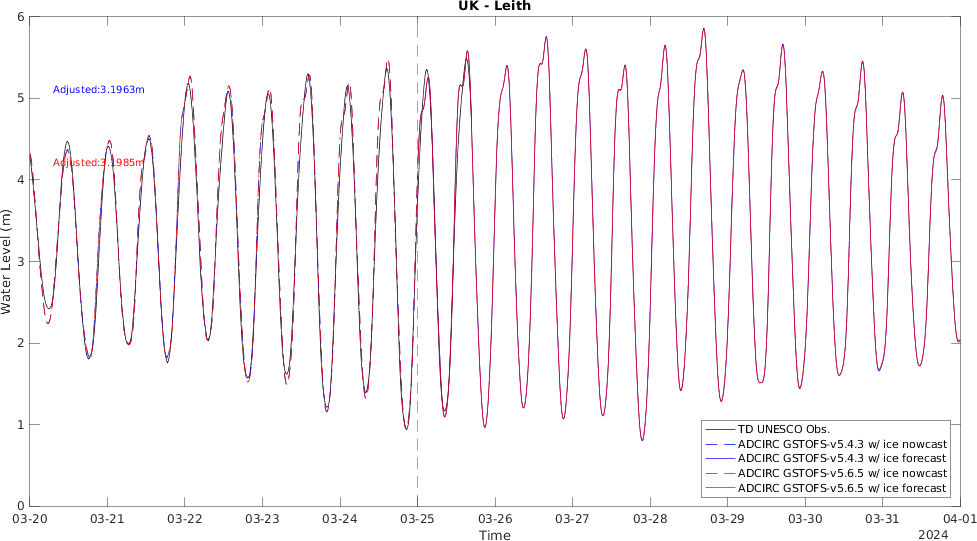 UK - Leith
6
5
4
3
2
1
0
Water Level (m)
Adjusted:3.1963m
Adjusted:3.1985m
TD UNESCO Obs.
ADCIRC GSTOFS-v5.4.3 w/ ice nowcast
ADCIRC GSTOFS-v5.4.3 w/ ice forecast
ADCIRC GSTOFS-v5.6.5 w/ ice nowcast
ADCIRC GSTOFS-v5.6.5 w/ ice forecast
03-20 03-21 03-22 03-23 03-24 03-25 03-26 03-27 03-28 03-29 03-30 03-31 04-01
Time
2024